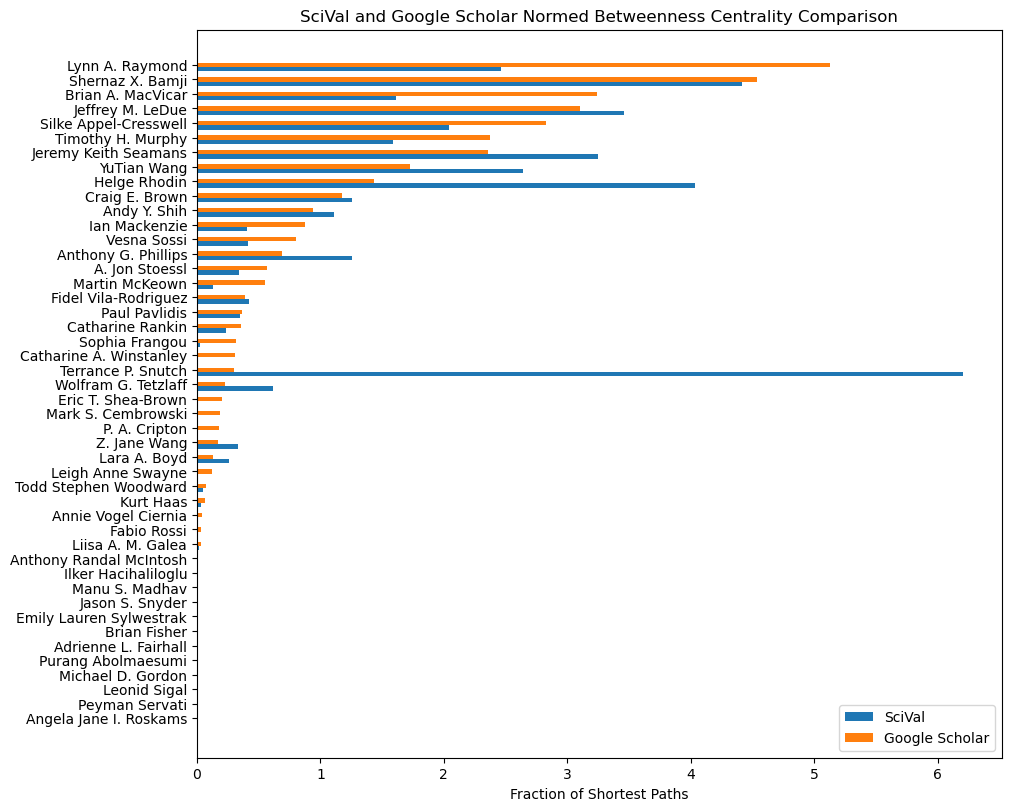 SciVal and Google Scholar Normed Betweenness Centrality Comparison
Lynn A. Raymond
Shernaz X. Bamji
Brian A. MacVicar
Jeffrey M. LeDue
Silke Appel-Cresswell
Timothy H. Murphy
Jeremy Keith Seamans
YuTian Wang
Helge Rhodin
Craig E. Brown
Andy Y. Shih
Ian Mackenzie
Vesna Sossi
Anthony G. Phillips
A. Jon Stoessl
Martin McKeown
Fidel Vila-Rodriguez
Paul Pavlidis
Catharine Rankin
Sophia Frangou
Catharine A. Winstanley
Terrance P. Snutch
Wolfram G. Tetzlaff
Eric T. Shea-Brown
Mark S. Cembrowski
P. A. Cripton
Z. Jane Wang
Lara A. Boyd
Leigh Anne Swayne
Todd Stephen Woodward
Kurt Haas
Annie Vogel Ciernia
Fabio Rossi
Liisa A. M. Galea
Anthony Randal McIntosh
Ilker Hacihaliloglu
Manu S. Madhav
Jason S. Snyder
Emily Lauren Sylwestrak
Brian Fisher
Adrienne L. Fairhall
Purang Abolmaesumi
Michael D. Gordon
Leonid Sigal
Peyman Servati
Angela Jane I. Roskams
SciVal
Google Scholar
0 1 2 3 4 5 6
Fraction of Shortest Paths